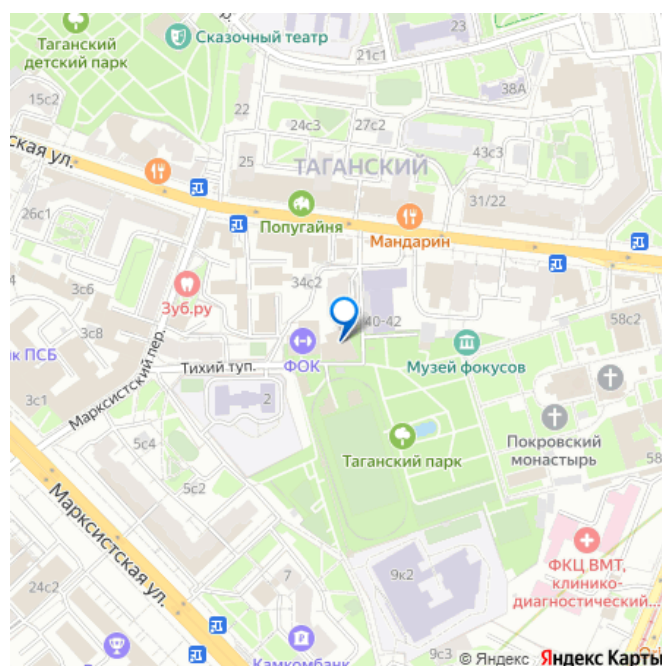 Таганский
детский парк
Сказочный театр
23
21с1
38А
15с2
22
24с3
27с2
ская ул.
43с3
25
ТАГАНСКИЙ
31/22
26с1
Попугайня
Мандарин
34с2
3с6
Зуб.ру
58с2
3с8
40-42
к ПСБ
Марксистский пер.
Тихий туп.
ФОК
Музей фокусов
3с1
2
Покровский
монастырь
5с4
Таганский парк
58
5с2
Марксистская ул.
ФКЦ ВМТ,
клинико-
диагностический...
24с2
7
9к2
Камкомбанк
9с3
© Яндекс Яндекс Карты